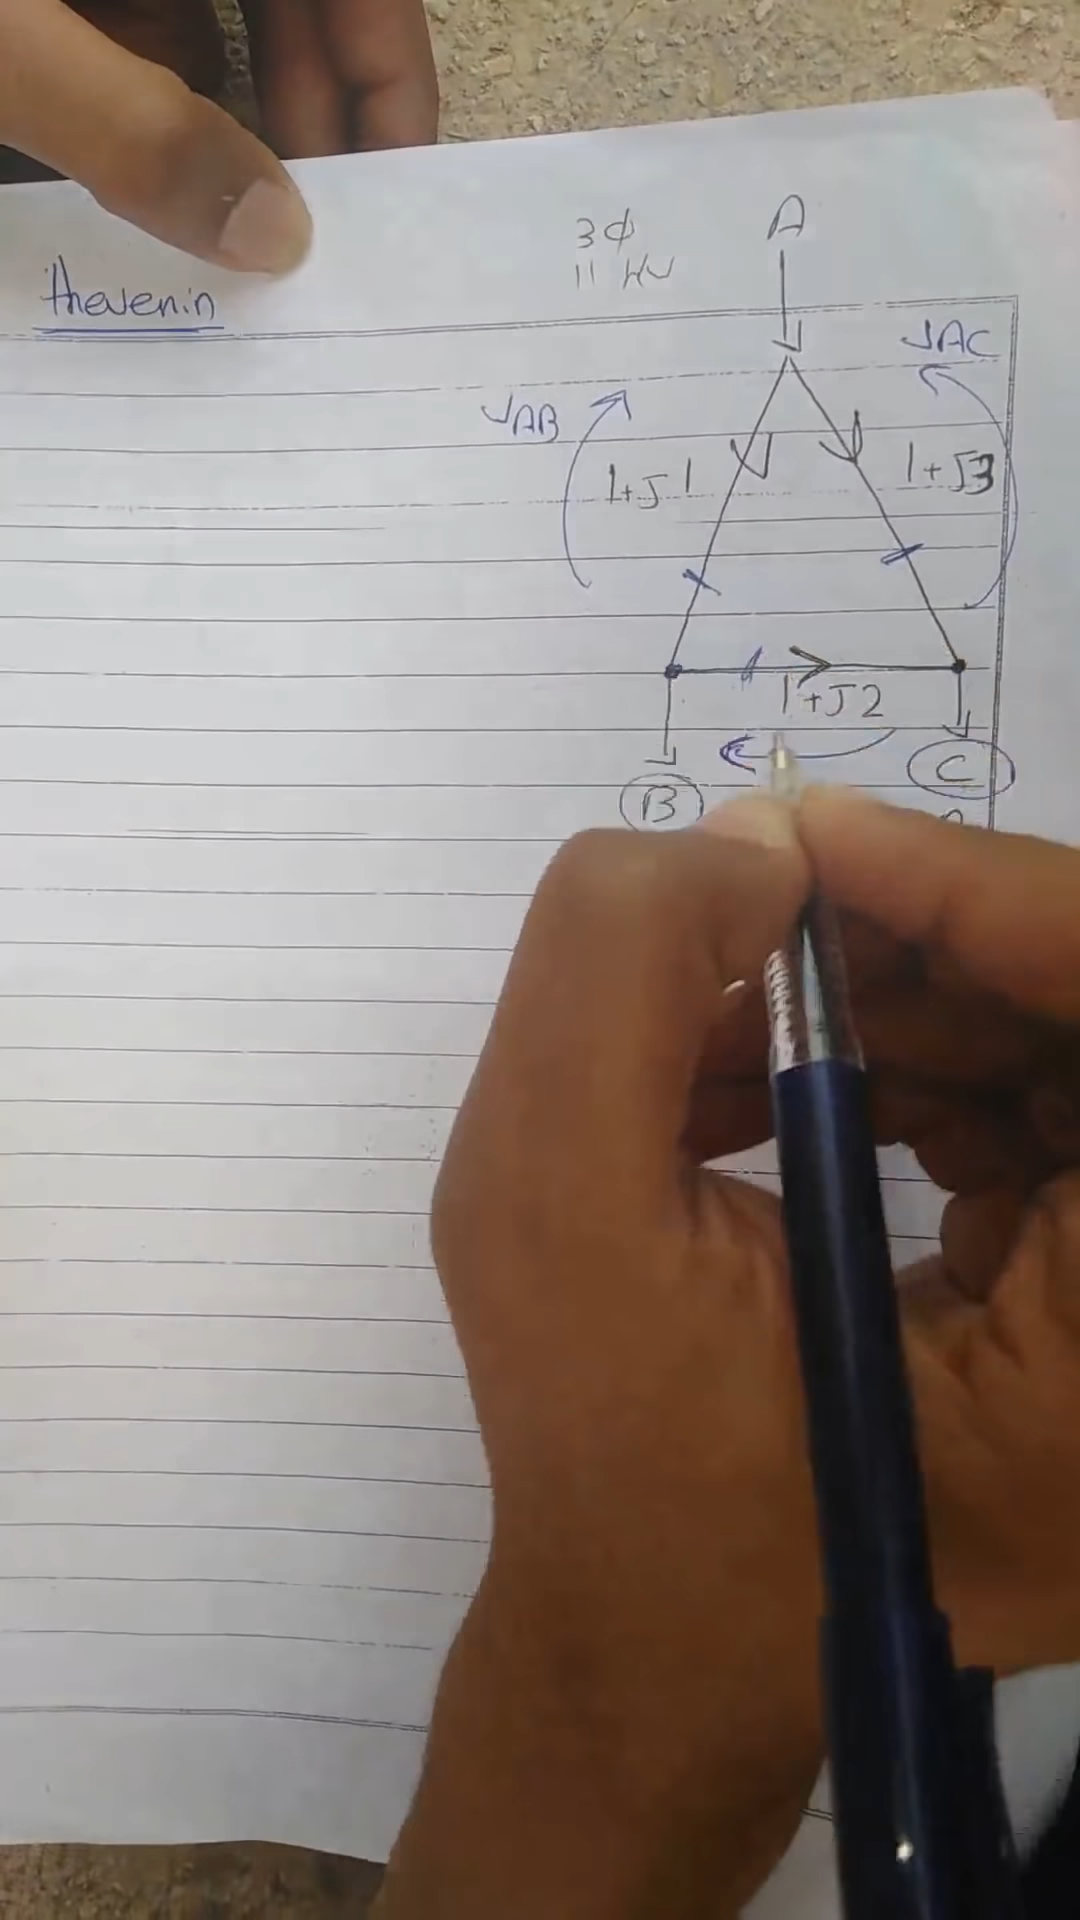 thevenin
3Φ
11 kV
A
VAB
VAC
1+J1
1+J3
1+J2
B
C